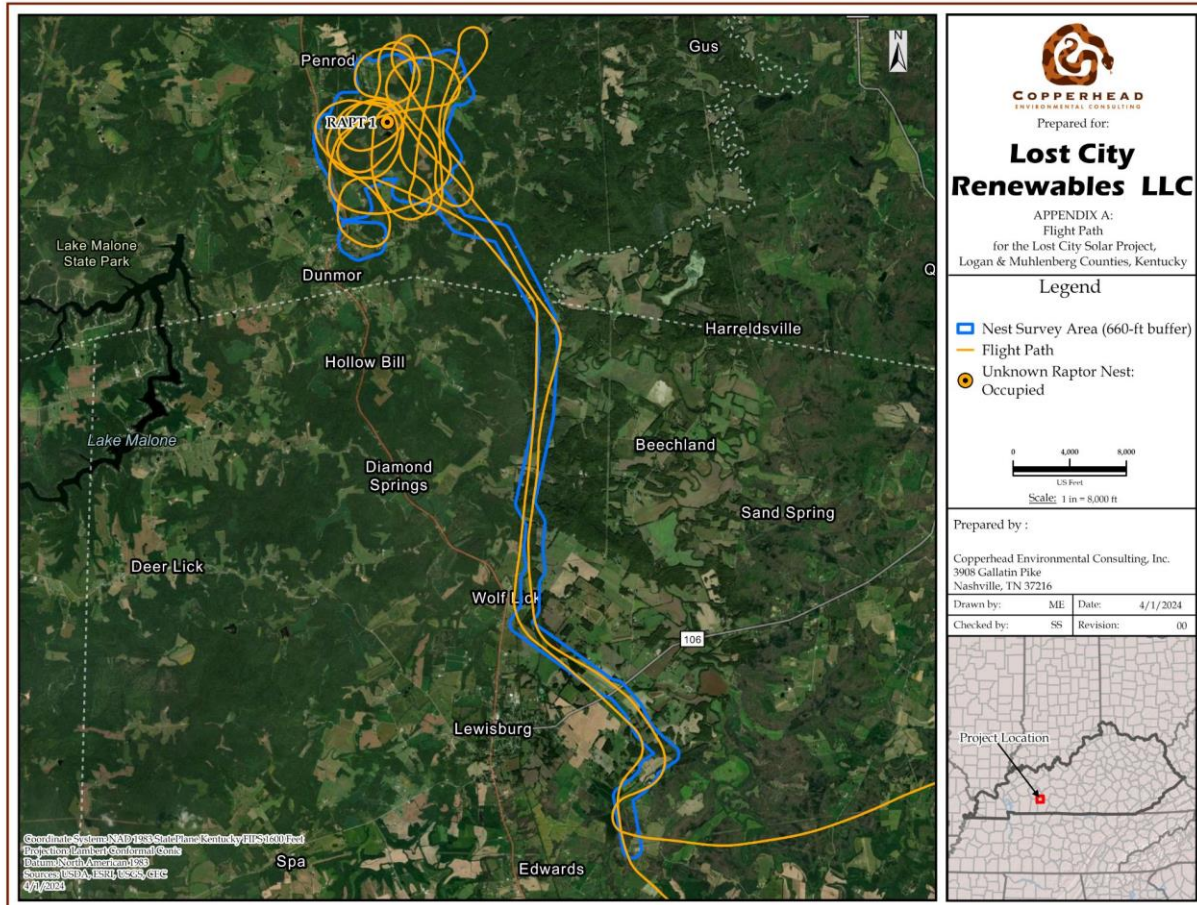 Penrod
Gus
N
RAPT 1
Lake Malone
State Park
Dunmor
Q
Harreldsville
Hollow Bill
Lake Malone
Beechland
Diamond
Springs
Sand Spring
Deer Lick
Wolf Lick
106
Lewisburg
Spa
Edwards
Coordinate System: NAD 1983 StatePlane Kentucky FIPS 1600 Feet
Projection: Lambert Conformal Conic
Datum: North American 1983
Sources: USDA, ESRI, USGS, CEC
4/1/2024
COPPERHEAD
ENVIRONMENTAL CONSULTING
Prepared for:
Lost City
Renewables LLC
APPENDIX A:
Flight Path
for the Lost City Solar Project,
Logan & Muhlenberg Counties, Kentucky
Legend
Nest Survey Area (660-ft buffer)
Flight Path
Unknown Raptor Nest:
Occupied
0 4,000 8,000
US Feet
Scale: 1 in = 8,000 ft
Prepared by :
Copperhead Environmental Consulting, Inc.
3908 Gallatin Pike
Nashville, TN 37216
Drawn by: ME Date: 4/1/2024
Checked by: SS Revision: 00
Project Location